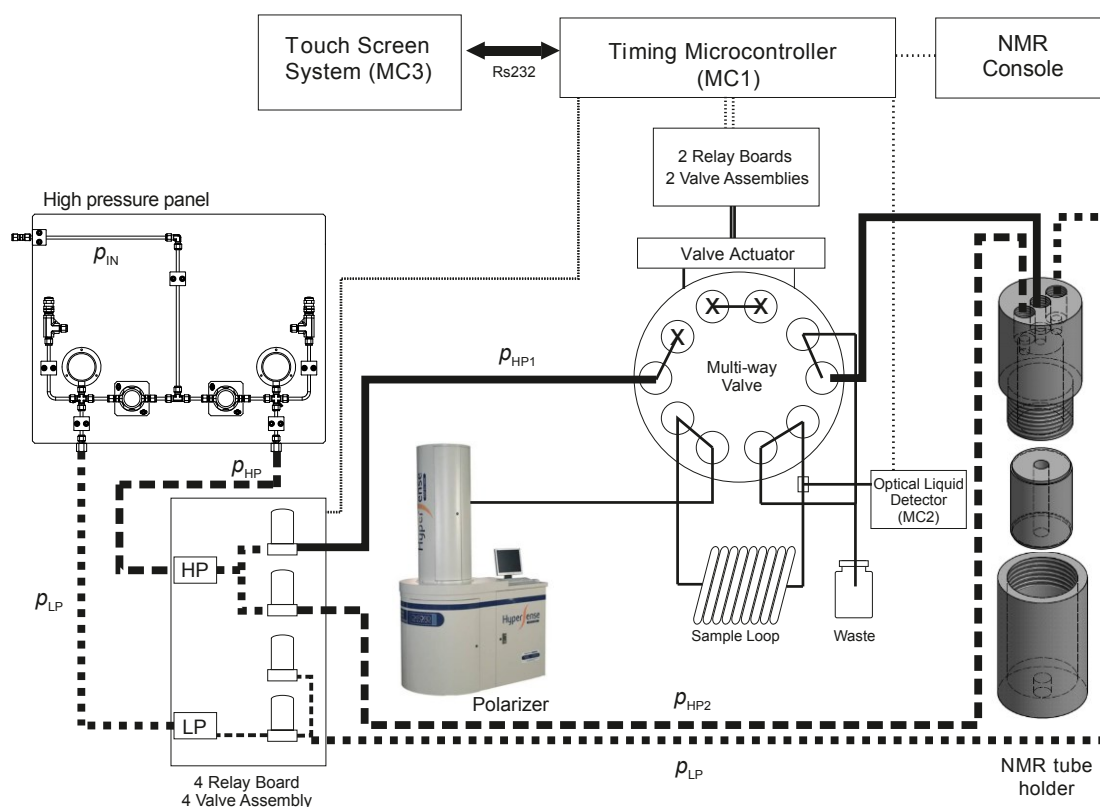 Touch Screen
System (MC3)
Rs232
Timing Microcontroller
(MC1)
NMR
Console
2 Relay Boards
2 Valve Assemblies
High pressure panel
pIN
Valve Actuator
X X
X
Multi-way
Valve
pHP1
pHP
Optical Liquid
Detector
(MC2)
HP
pLP
HyperSense
HyperSense
Sample Loop
Waste
Polarizer
pHP2
LP
pLP
4 Relay Board
4 Valve Assembly
NMR tube
holder